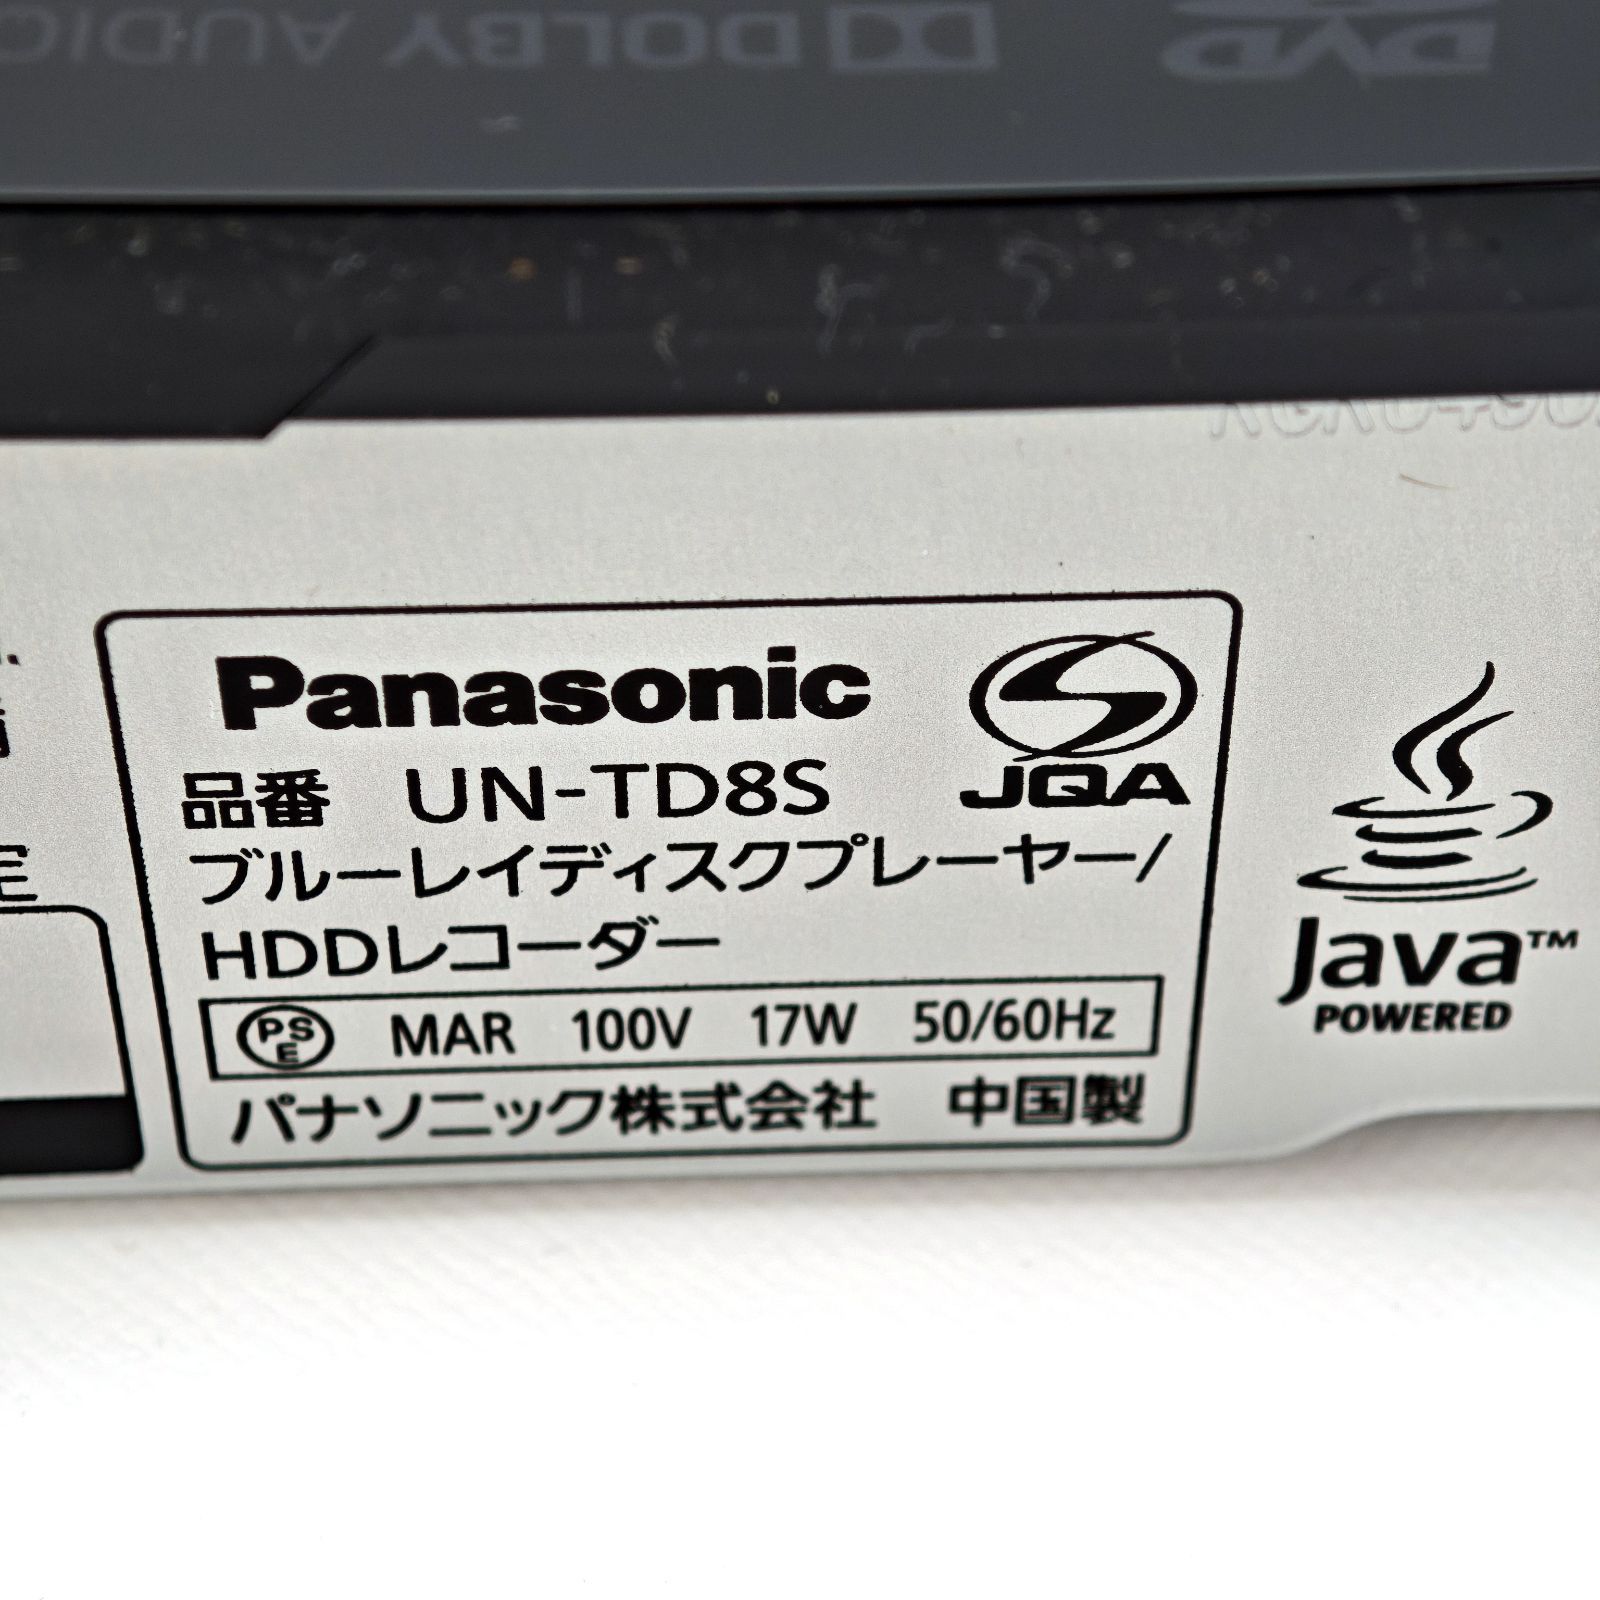 DVD
DOLBY AUDIO
Panasonic
JQA
品番 UN-TD8S
ブルーレイディスクプレーヤー/
HDDレコーダー
PSE MAR 100V 17W 50/60Hz
パナソニック株式会社 中国製
Java™
POWERED